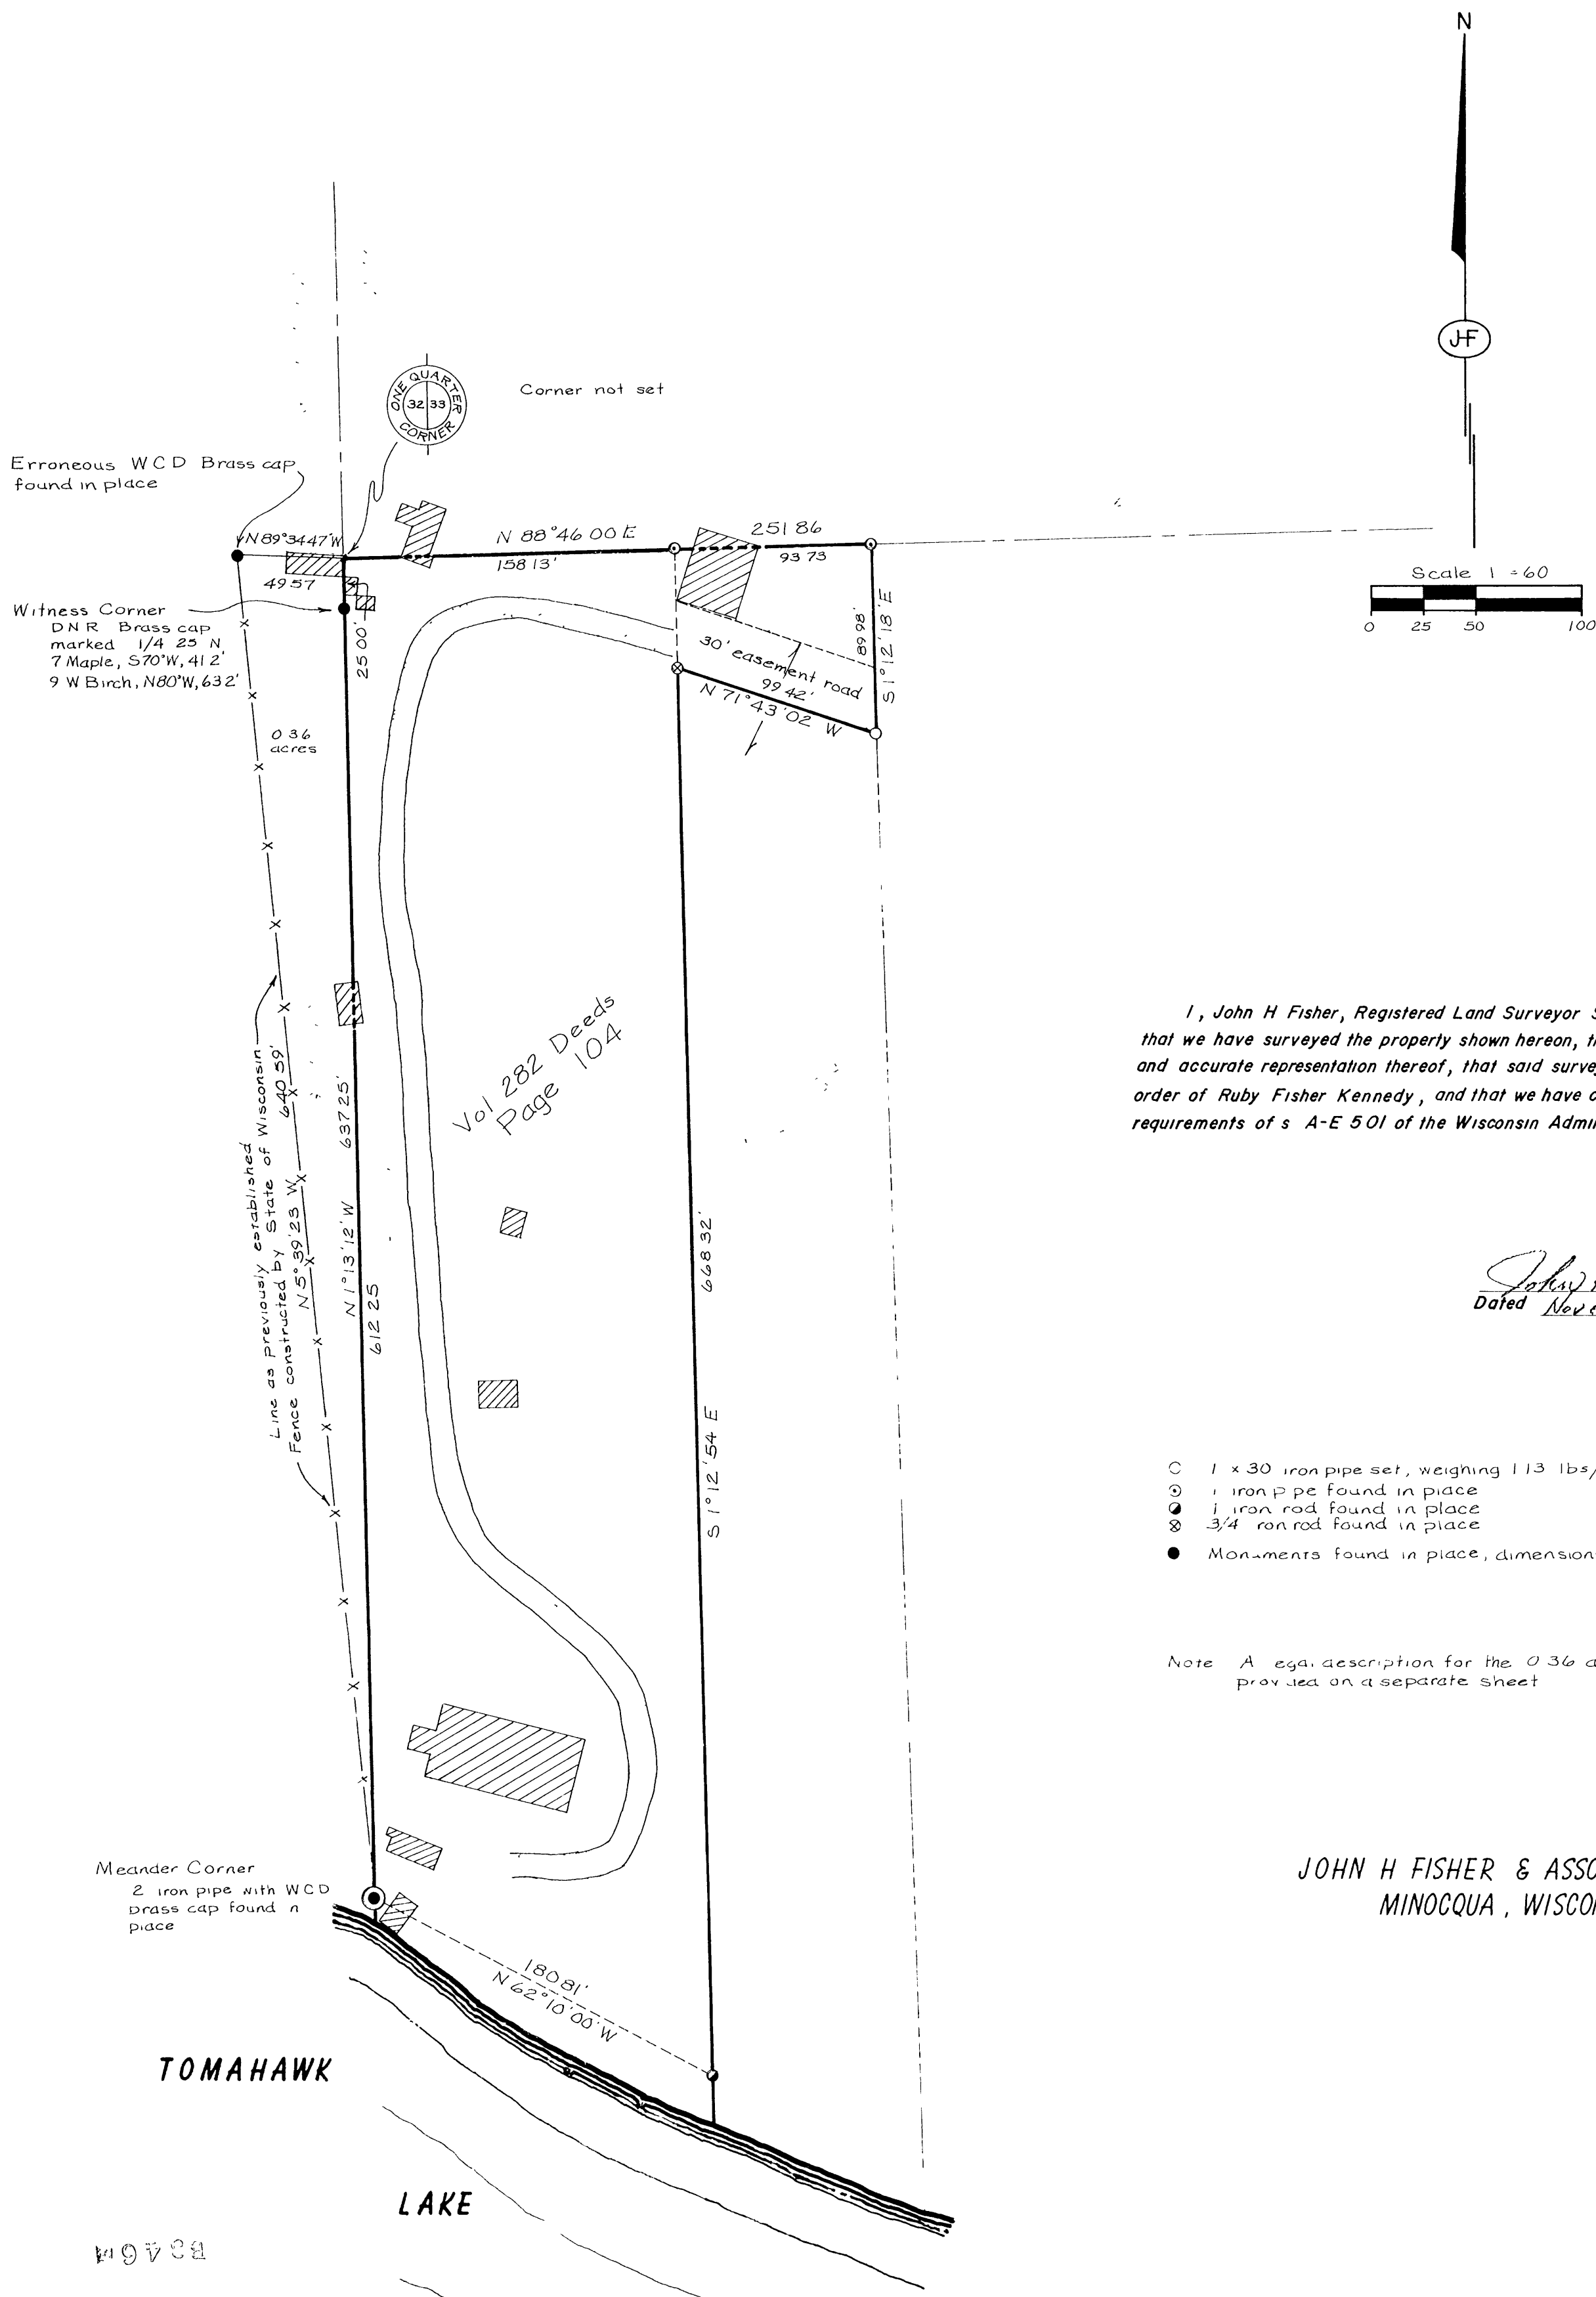 N
JF
ONE QUARTER
32 33
CORNER
Corner not set
Erroneous WCD Brass cap
found in place
N89°34'47"W
49 57
N 88°46 00 E
251 86
158 13'
93 73
Scale 1 =60
0 25 50 100
Witness Corner
DNR Brass cap
marked 1/4 25 N
7 Maple, S70°W, 41 2'
9 W Birch, N80°W, 63 2'
25 00'
89 98'
S 1°12'18"E
30' easement road
99 42'
N 71°43'02 W
0 36
acres
Vol 282 Deeds
Page 104
Line as previously established
Fence constructed by State of Wisconsin
N 5°39'23 W
640 59'
637 25'
N 1°13'12"W
612 25
668 32'
S 1°12'54 E
I, John H Fisher, Registered Land Surveyor
that we have surveyed the property shown hereon,
and accurate representation thereof, that said
order of Ruby Fisher Kennedy, and that we have
requirements of s A-E 5 01 of the Wisconsin
John
Dated
1 x 30 iron pipe set, weighing 1 13 lbs/
1 iron p pe found in place
1 iron rod found in place
3/4 ron rod found in place
Mon ments found in place, dimension
Note A ega description for the 0 36
prov ded on a separate sheet
Meander Corner
2 iron pipe with WCD
brass cap found n
place
180 81'
N 62°10'00"W
JOHN H FISHER & ASSO
MINOCQUA, WISCO
TOMAHAWK
LAKE